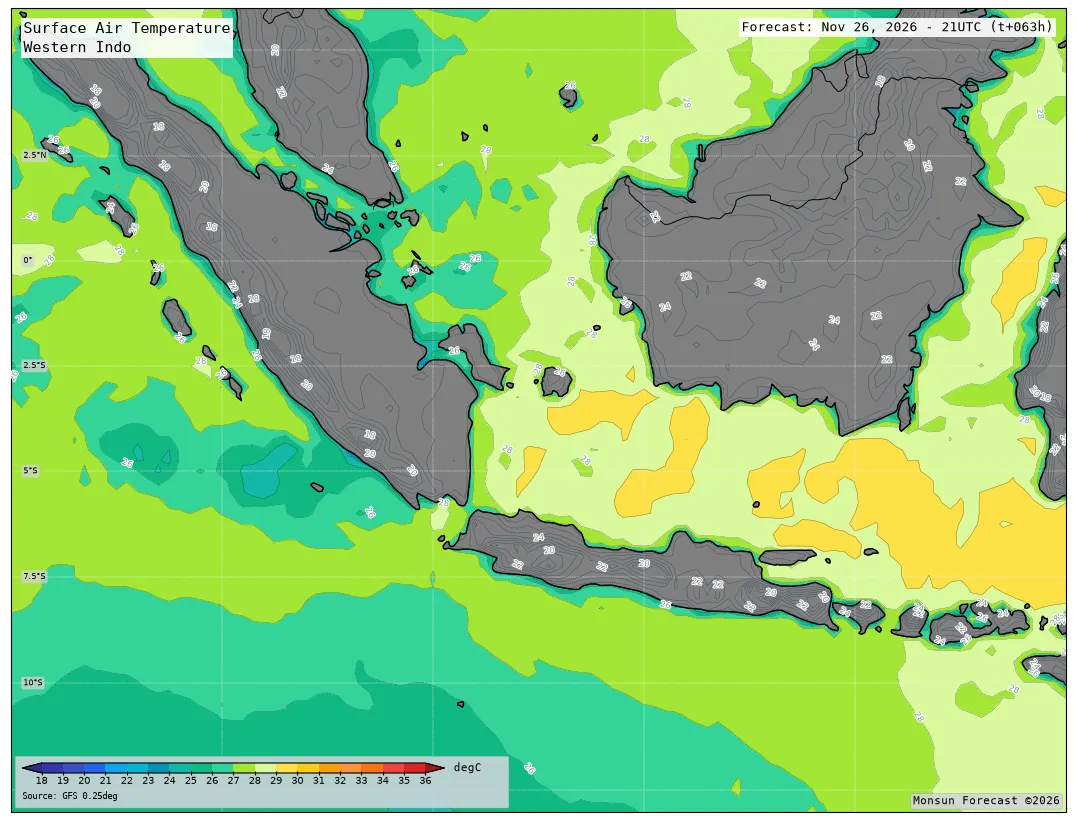 Surface Air Temperature
Western Indo
Forecast: Nov 26, 2026 - 21UTC (t+063h)
2.5°N
0°
2.5°S
5°S
7.5°S
10°S
18 19 20 21 22 23 24 25 26 27 28 29 30 31 32 33 34 35 36 degC
Source: GFS 0.25deg
Monsun Forecast ©2026